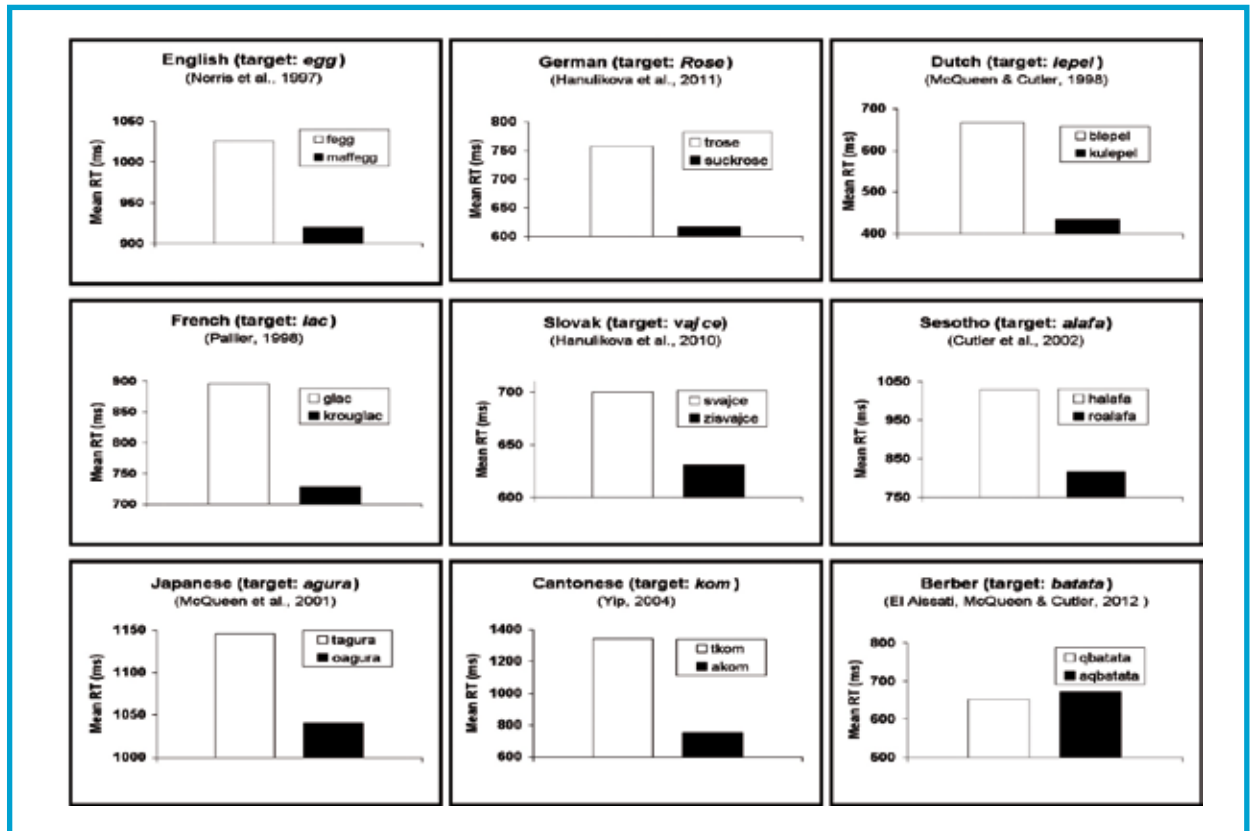 English (target: egg)
(Norris et al., 1997)
Mean RT (ms)
1050
1000
950
900
fegg
maffegg
German (target: Rose)
(Hanulikova et al., 2011)
Mean RT (ms)
800
750
700
650
600
trose
suckrose
Dutch (target: lepel)
(McQueen & Cutler, 1998)
Mean RT (ms)
700
600
500
400
blepel
kulepel
French (target: lac)
(Pallier, 1998)
Mean RT (ms)
900
850
800
750
700
glac
krouglac
Slovak (target: vajce)
(Hanulikova et al., 2010)
Mean RT (ms)
700
650
600
svajce
zisvajce
Sesotho (target: alafa)
(Cutler et al., 2002)
Mean RT (ms)
1050
950
850
750
halafa
roalafa
Japanese (target: agura)
(McQueen et al., 2001)
Mean RT (ms)
1150
1100
1050
1000
tagura
oagura
Cantonese (target: kom)
(Yip, 2004)
Mean RT (ms)
1400
1200
1000
800
600
tkom
akom
Berber (target: batata)
(El Aissati, McQueen & Cutler, 2012 )
Mean RT (ms)
800
700
600
500
qbatata
aqbatata